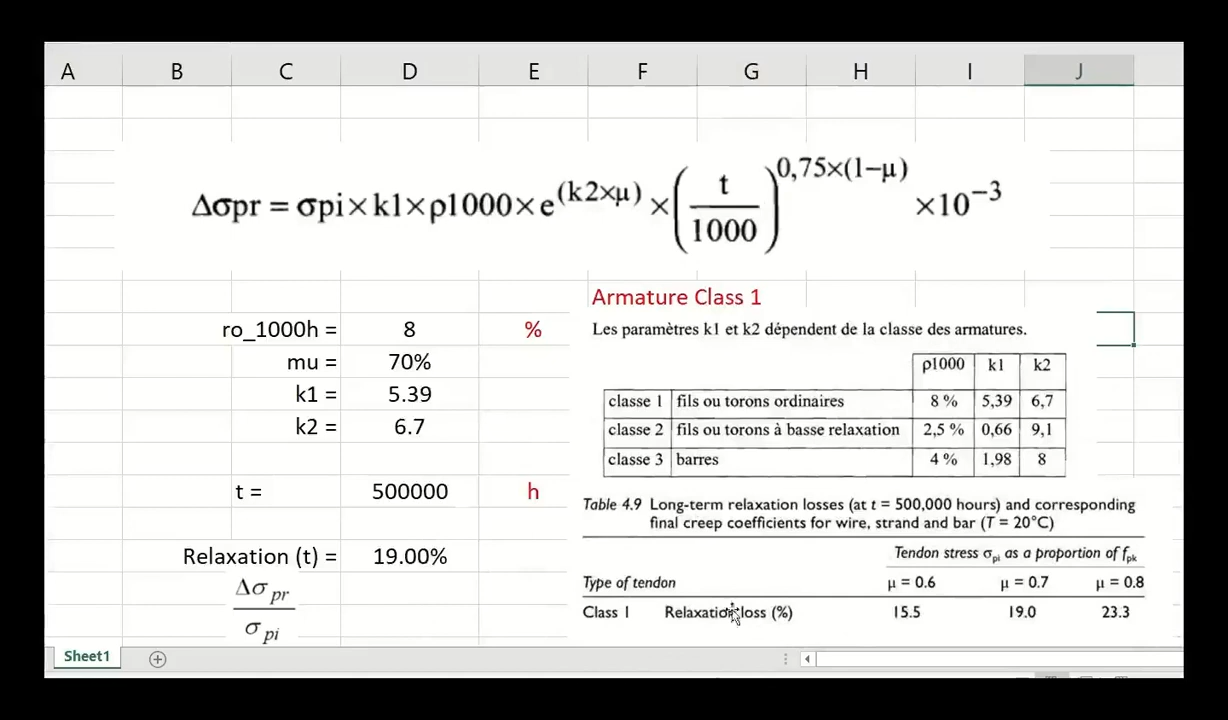 A B C D E F G H I J
Δσpr = σpi × k1 × ρ1000 × e^(k2×μ) × (t/1000)^0,75×(1−μ) ×10^−3
Armature Class 1
Les paramètres k1 et k2 dépendent de la classe des armatures.
ro_1000h = 8 %
mu = 70%
k1 = 5.39
k2 = 6.7
ρ1000 k1 k2
classe 1 fils ou torons ordinaires 8 % 5,39 6,7
classe 2 fils ou torons à basse relaxation 2,5 % 0,66 9,1
classe 3 barres 4 % 1,98 8
t = 500000 h
Relaxation (t) = 19.00%
Δσ pr
σ pi
Table 4.9 Long-term relaxation losses (at t = 500,000 hours) and corresponding
final creep coefficients for wire, strand and bar (T = 20°C)
Tendon stress σpi as a proportion of fpk
Type of tendon μ = 0.6 μ = 0.7 μ = 0.8
Class 1 Relaxation loss (%) 15.5 19.0 23.3
Sheet1